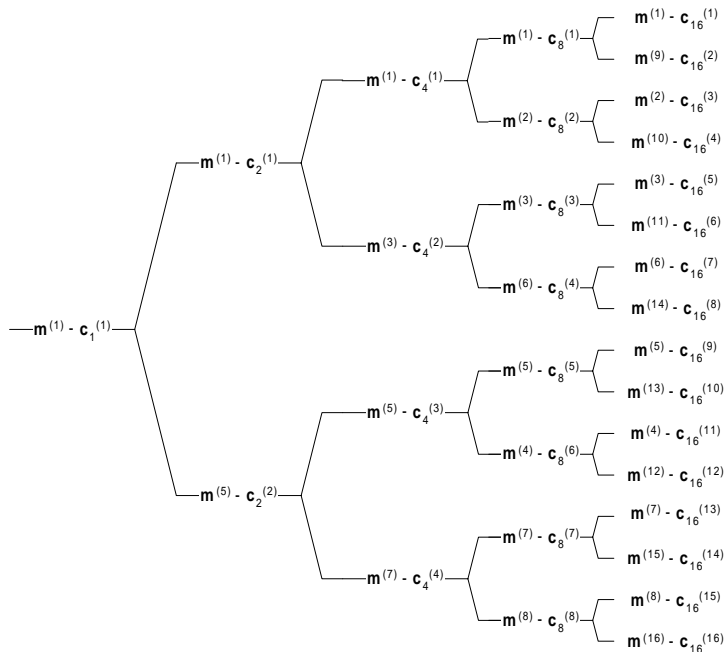 m(1) - c16(1)
m(1) - c8(1)
m(9) - c16(2)
m(1) - c4(1)
m(2) - c16(3)
m(2) - c8(2)
m(10) - c16(4)
m(1) - c2(1)
m(3) - c16(5)
m(3) - c8(3)
m(11) - c16(6)
m(3) - c4(2)
m(6) - c16(7)
m(6) - c8(4)
m(14) - c16(8)
m(1) - c1(1)
m(5) - c16(9)
m(5) - c8(5)
m(13) - c16(10)
m(5) - c4(3)
m(4) - c16(11)
m(4) - c8(6)
m(12) - c16(12)
m(5) - c2(2)
m(7) - c16(13)
m(7) - c8(7)
m(15) - c16(14)
m(7) - c4(4)
m(8) - c16(15)
m(8) - c8(8)
m(16) - c16(16)